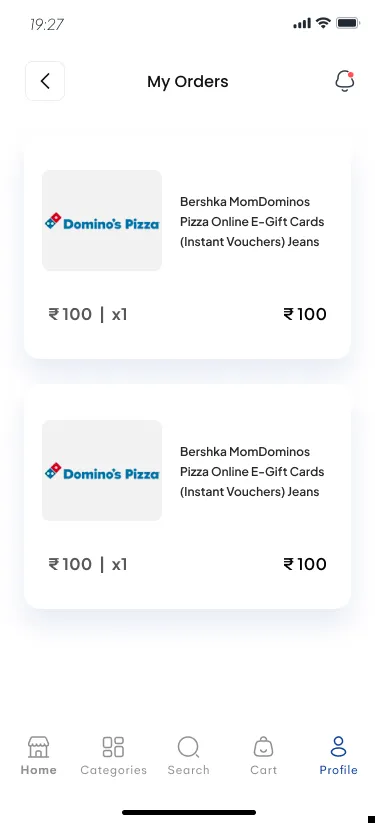 19:27
My Orders
Domino's Pizza
Bershka MomDominos
Pizza Online E-Gift Cards
(Instant Vouchers) Jeans
₹ 100 | x1
₹ 100
Domino's Pizza
Bershka MomDominos
Pizza Online E-Gift Cards
(Instant Vouchers) Jeans
₹ 100 | x1
₹ 100
Home
Categories
Search
Cart
Profile